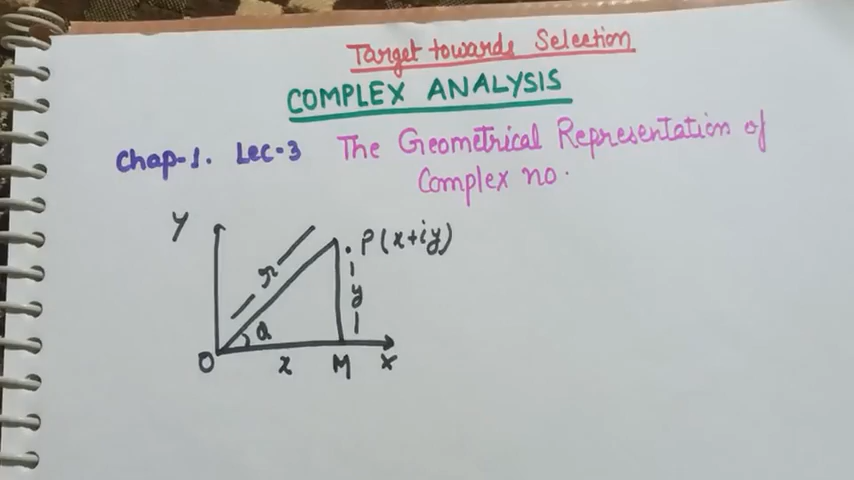 Target towards Selection
COMPLEX ANALYSIS
Chap-1. Lec-3 The Geometrical Representation of
Complex no.
Y
P(x+iy)
r
y
θ
O x M X